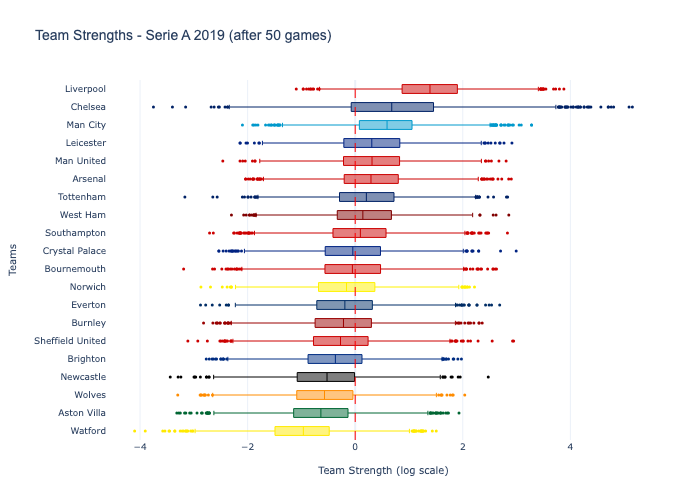 Team Strengths - Serie A 2019 (after 50 games)
Liverpool
Chelsea
Man City
Leicester
Man United
Arsenal
Tottenham
West Ham
Southampton
Crystal Palace
Bournemouth
Norwich
Everton
Burnley
Sheffield United
Brighton
Newcastle
Wolves
Aston Villa
Watford
Teams
−4 −2 0 2 4
Team Strength (log scale)